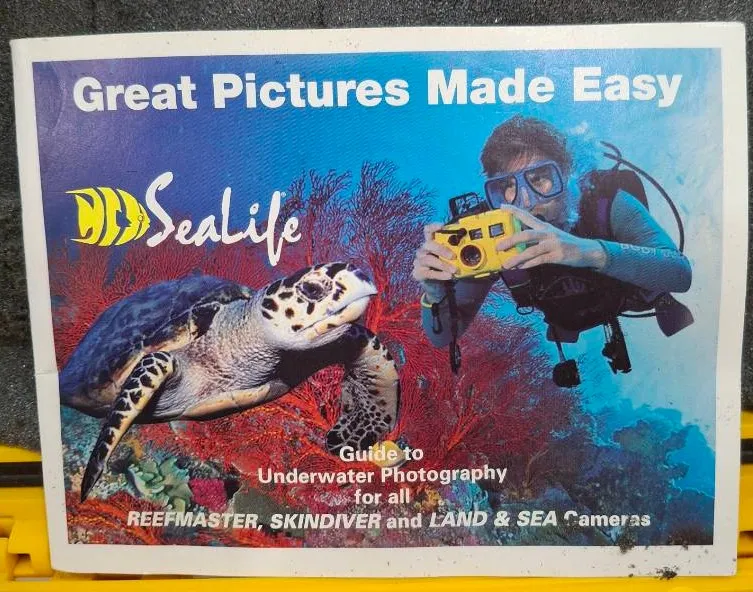 Great Pictures Made Easy
SeaLife
Guide to
Underwater Photography
for all
REEFMASTER, SKINDIVER and LAND & SEA Cameras